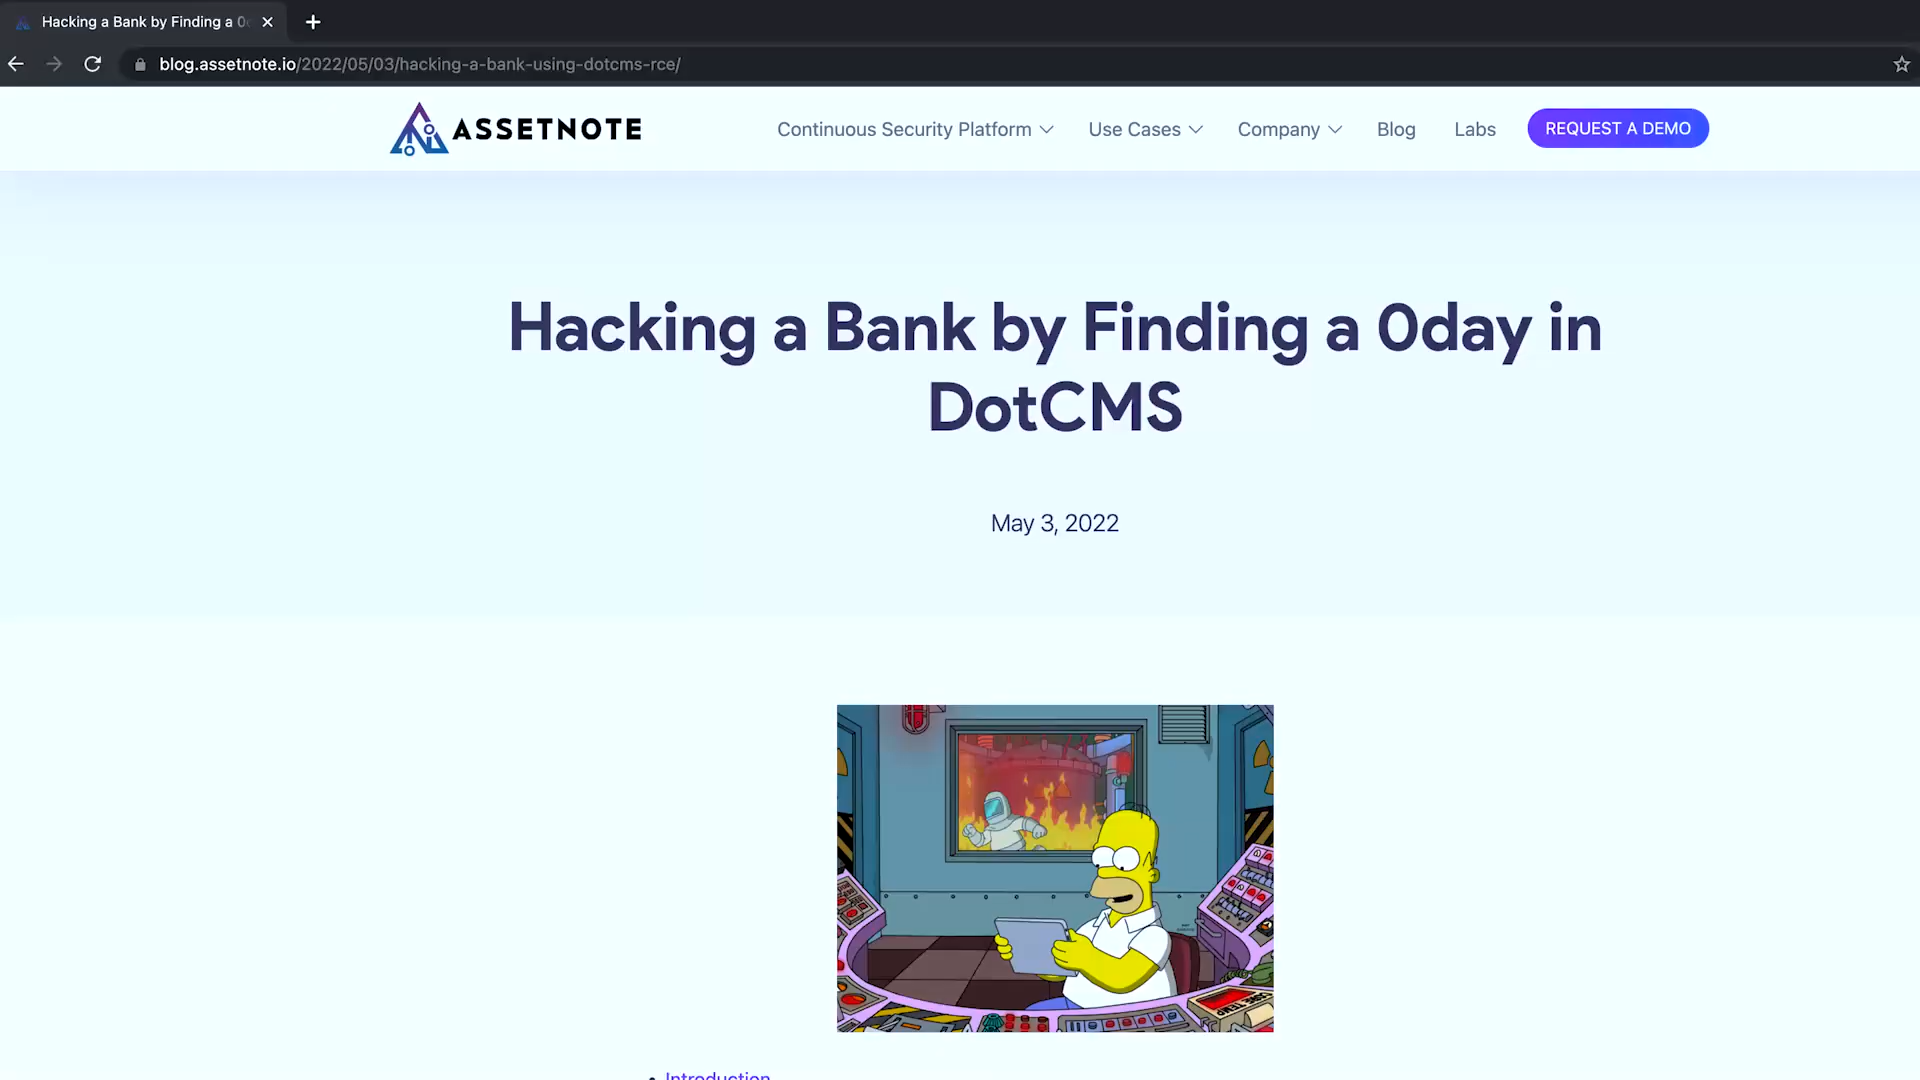 Hacking a Bank by Finding a 0d
blog.assetnote.io/2022/05/03/hacking-a-bank-using-dotcms-rce/
ASSETNOTE
Continuous Security Platform
Use Cases
Company
Blog
Labs
REQUEST A DEMO
Hacking a Bank by Finding a 0day in
DotCMS
May 3, 2022
Introduction